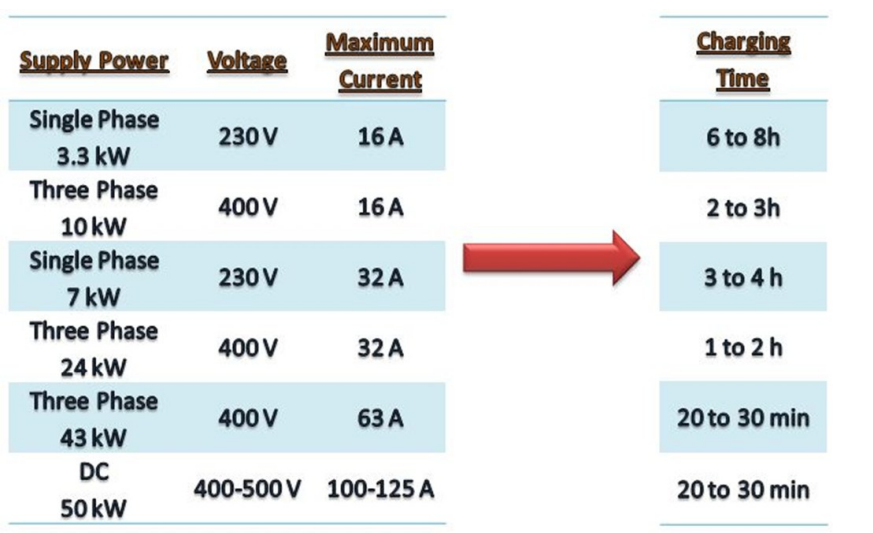 Supply Power Voltage Maximum Current Charging Time
Single Phase 3.3 kW 230 V 16 A 6 to 8h
Three Phase 10 kW 400 V 16 A 2 to 3h
Single Phase 7 kW 230 V 32 A 3 to 4 h
Three Phase 24 kW 400 V 32 A 1 to 2 h
Three Phase 43 kW 400 V 63 A 20 to 30 min
DC 50 kW 400-500 V 100-125 A 20 to 30 min